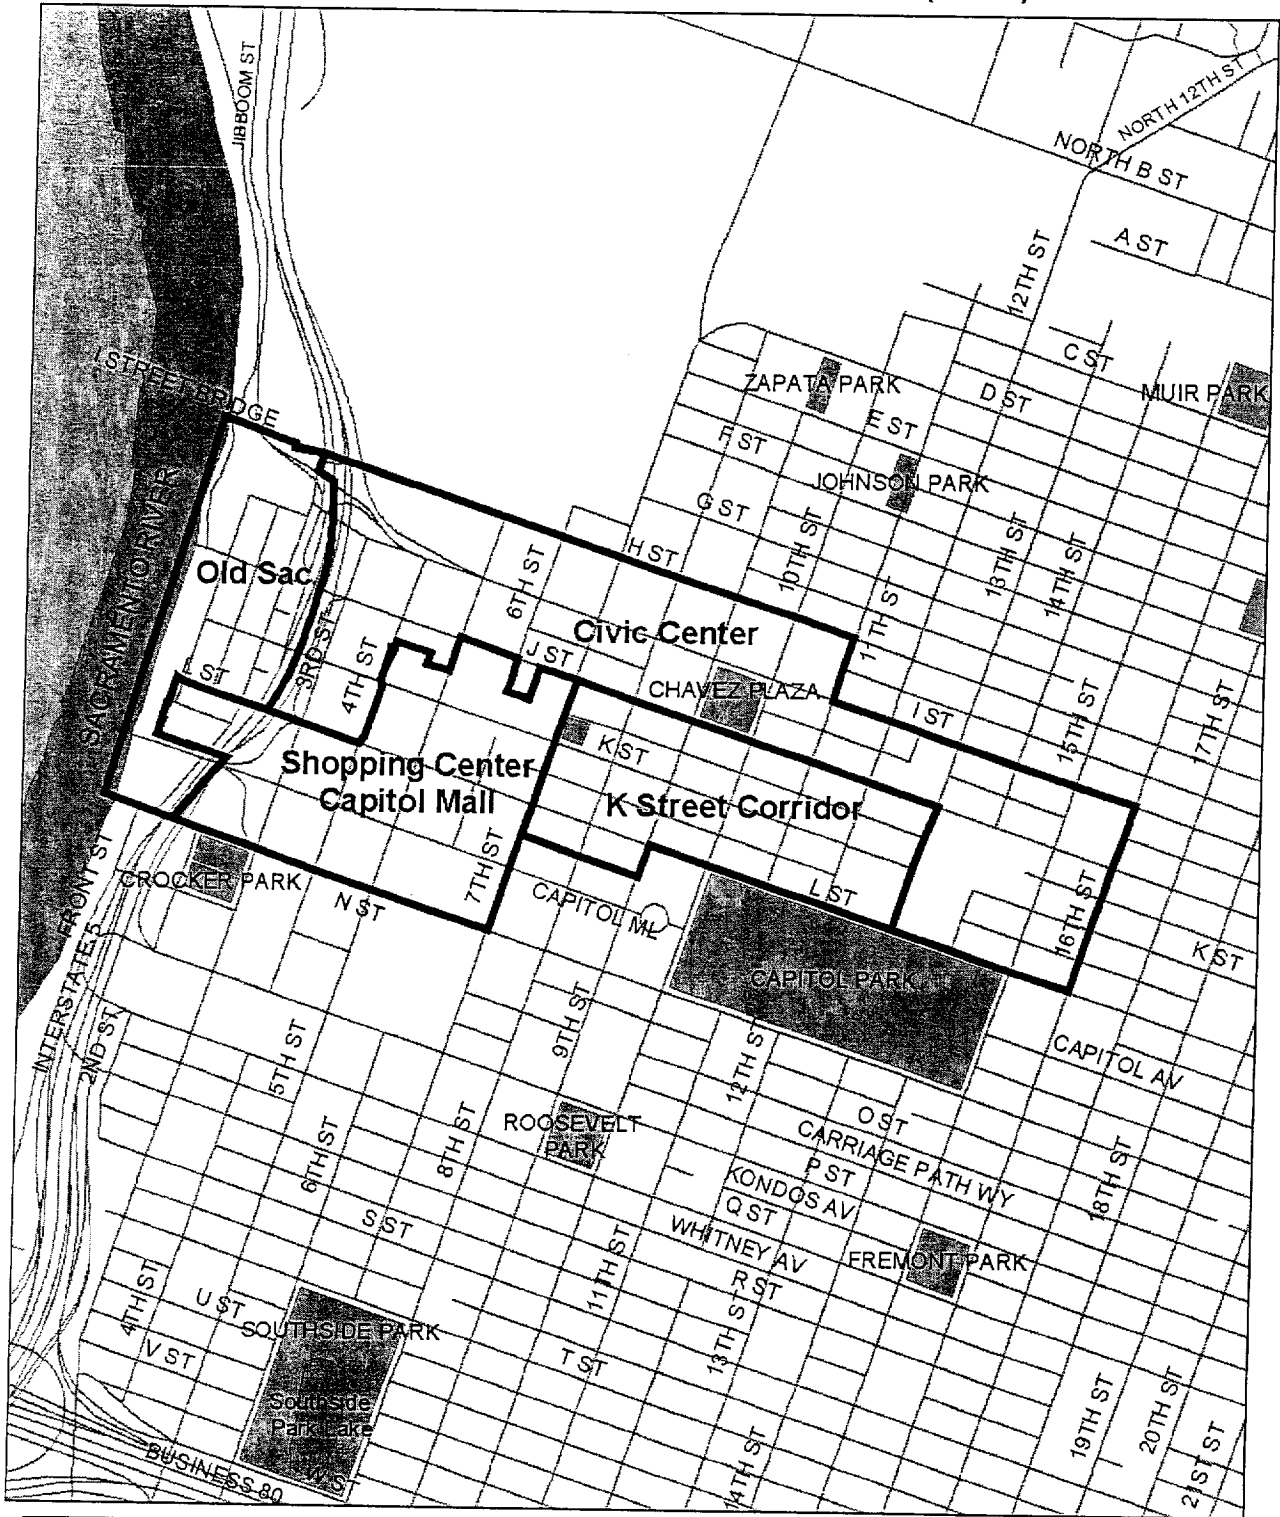 JIBBOOM ST
NORTH 12TH ST
NORTH B ST
A ST
12TH ST
C ST
I STREET BRIDGE
ZAPATA PARK
D ST
MUIR PARK
E ST
F ST
JOHNSON PARK
G ST
10TH ST
13TH ST
14TH ST
H ST
6TH ST
SACRAMENTO RIVER
Old Sac
Civic Center
3RD ST
4TH ST
J ST
L ST
CHAVEZ PLAZA
I ST
15TH ST
17TH ST
K ST
Shopping Center
Capitol Mall
K Street Corridor
7TH ST
CROCKER PARK
FRONT ST
N ST
CAPITOL ML
L ST
16TH ST
K ST
CAPITOL PARK
INTERSTATE 5
2ND ST
5TH ST
9TH ST
12TH ST
CAPITOL AV
ROOSEVELT
PARK
O ST
CARRIAGE PATH WY
P ST
KONDOS AV
Q ST
WHITNEY AV
R ST
6TH ST
8TH ST
18TH ST
S ST
FREMONT PARK
11TH ST
4TH ST
U ST
SOUTHSIDE PARK
V ST
T ST
13TH ST
Southside
Park Lake
W ST
BUSINESS 80
14TH ST
19TH ST
20TH ST
21ST ST